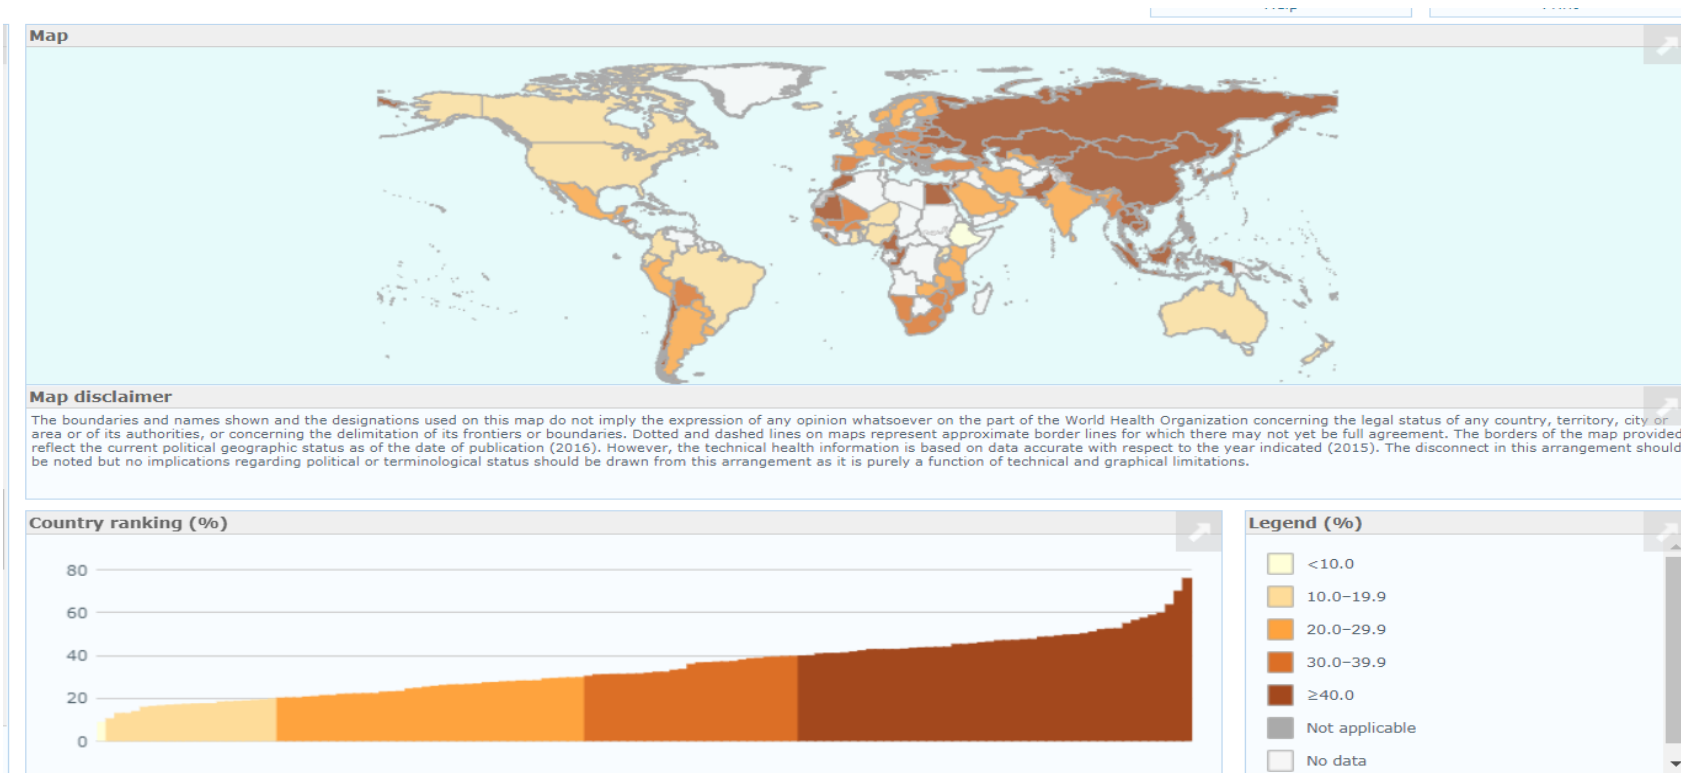 Map
Map disclaimer
The boundaries and names shown and the designations used on this map do not imply the expression of any opinion whatsoever on the part of the World Health Organization concerning the legal status of any country, territory, city or
area or of its authorities, or concerning the delimitation of its frontiers or boundaries. Dotted and dashed lines on maps represent approximate border lines for which there may not yet be full agreement. The borders of the map provided
reflect the current political geographic status as of the date of publication (2016). However, the technical health information is based on data accurate with respect to the year indicated (2015). The disconnect in this arrangement should
be noted but no implications regarding political or terminological status should be drawn from this arrangement as it is purely a function of technical and graphical limitations.
Country ranking (%)
80
60
40
20
0
Legend (%)
<10.0
10.0–19.9
20.0–29.9
30.0–39.9
≥40.0
Not applicable
No data